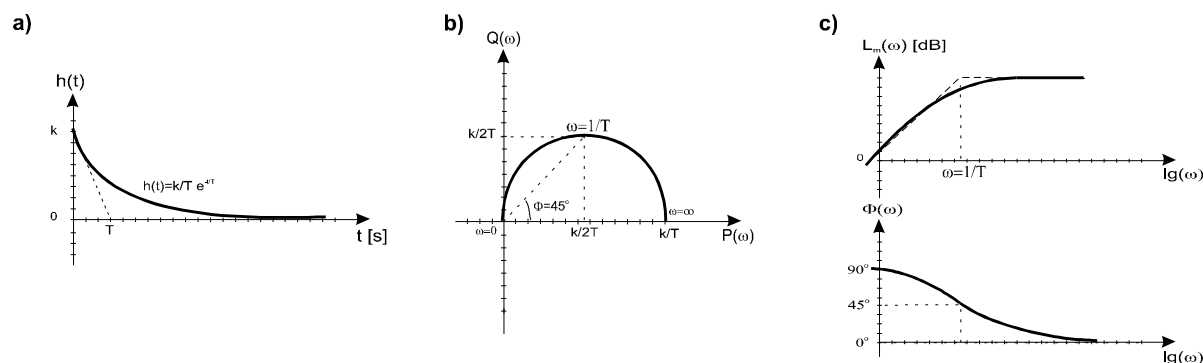 a)
h(t)
k
h(t)=k/T e^-t/T
0
T
t [s]
b)
Q(ω)
k/2T
ω=1/T
Φ=45°
ω=0
ω=∞
k/2T
k/T
P(ω)
c)
Lm(ω) [dB]
0
ω=1/T
lg(ω)
Φ(ω)
90°
45°
0°
lg(ω)